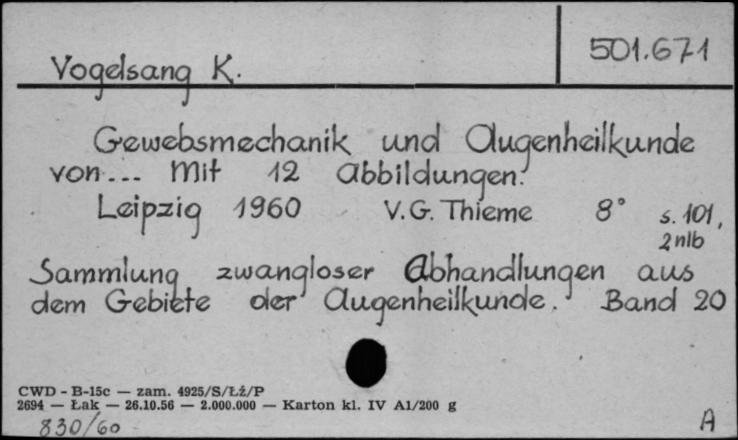 501.671
Vogelsang K.
Gewebsmechanik und Augenheilkunde
von... Mit 12 Abbildungen.
Leipzig 1960 V.G. Thieme 8° s. 101,
2 nlb
Sammlung zwangloser Abhandlungen aus
dem Gebiete der Augenheilkunde. Band 20
CWD - B-15c — zam. 4925/S/Łż/P
2694 — Łak — 26.10.56 — 2.000.000 — Karton kl. IV A1/200 g
830/60
A